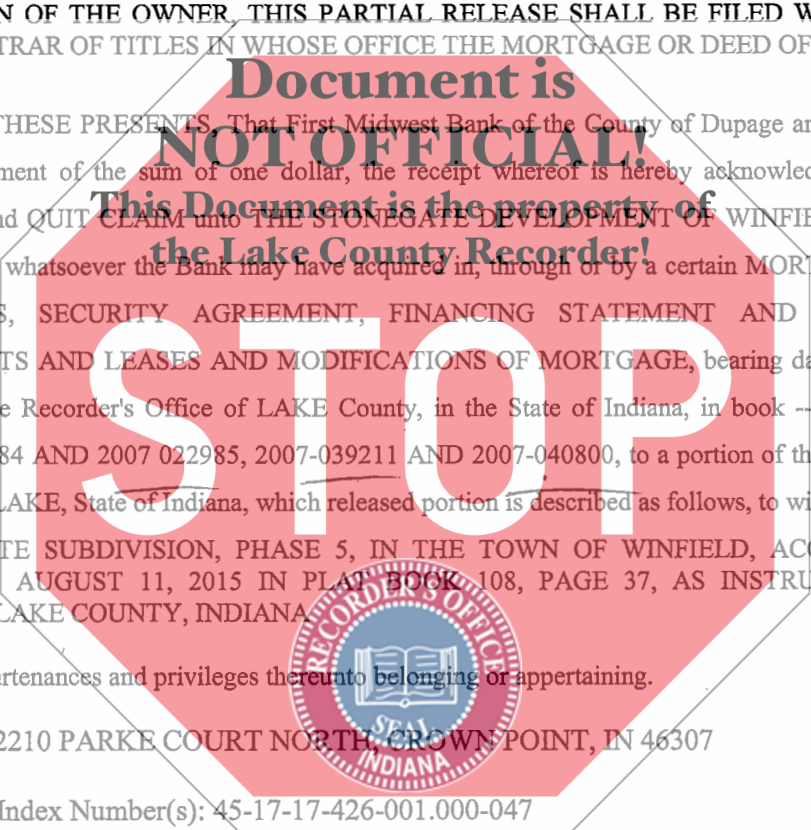 N OF THE OWNER, THIS PARTIAL RELEASE SHALL BE FILED W
TRAR OF TITLES IN WHOSE OFFICE THE MORTGAGE OR DEED OF
Document is
THESE PRESENTS, That First Midwest Bank of the County of Dupage an
NOT OFFICIAL!
ment of the sum of one dollar, the receipt whereof is hereby acknowled
This Document is the property of
nd QUIT CLAIM unto THE STONEGATE DEVELOPMENT OF WINFIE
the Lake County Recorder!
whatsoever the Bank may have acquired in, through or by a certain MOR
S, SECURITY AGREEMENT, FINANCING STATEMENT AND
TS AND LEASES AND MODIFICATIONS OF MORTGAGE, bearing da
STOP
e Recorder's Office of LAKE County, in the State of Indiana, in book --
84 AND 2007 022985, 2007-039211 AND 2007-040800, to a portion of th
LAKE, State of Indiana, which released portion is described as follows, to wi
TE SUBDIVISION, PHASE 5, IN THE TOWN OF WINFIELD, ACC
AUGUST 11, 2015 IN PLAT BOOK 108, PAGE 37, AS INSTRU
LAKE COUNTY, INDIANA
RECORDER'S OFFICE
rtenances and privileges thereunto belonging or appertaining.
SEAL
2210 PARKE COURT NORTH, CROWN POINT, IN 46307
INDIANA
Index Number(s): 45-17-17-426-001.000-047